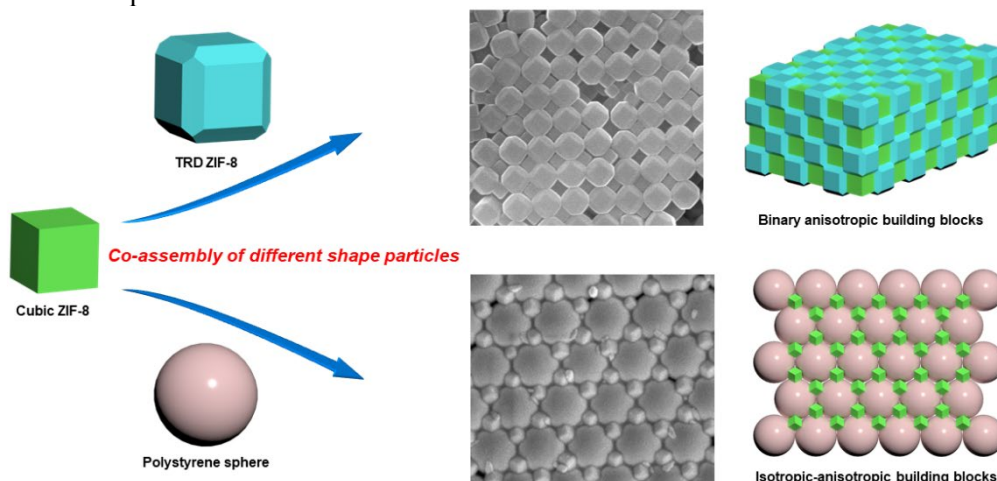 TRD ZIF-8
Binary anisotropic building blocks
Co-assembly of different shape particles
Cubic ZIF-8
Polystyrene sphere
Isotropic-anisotropic building blocks